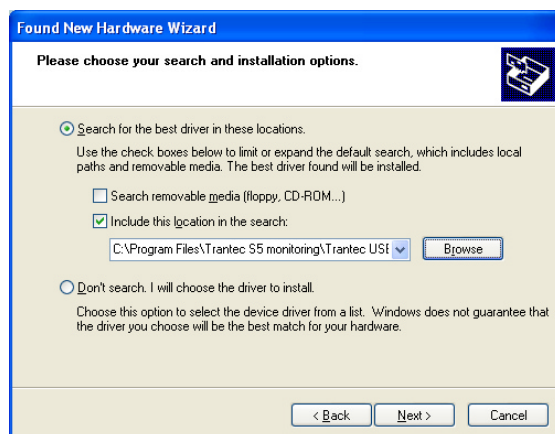 Found New Hardware Wizard
Please choose your search and installation options.
Search for the best driver in these locations.
Use the check boxes below to limit or expand the default search, which includes local
paths and removable media. The best driver found will be installed.
Search removable media (floppy, CD-ROM...)
Include this location in the search:
C:\Program Files\Trantec S5 monitoring\Trantec USB
Browse
Don't search. I will choose the driver to install.
Choose this option to select the device driver from a list. Windows does not guarantee that
the driver you choose will be the best match for your hardware.
< Back
Next >
Cancel